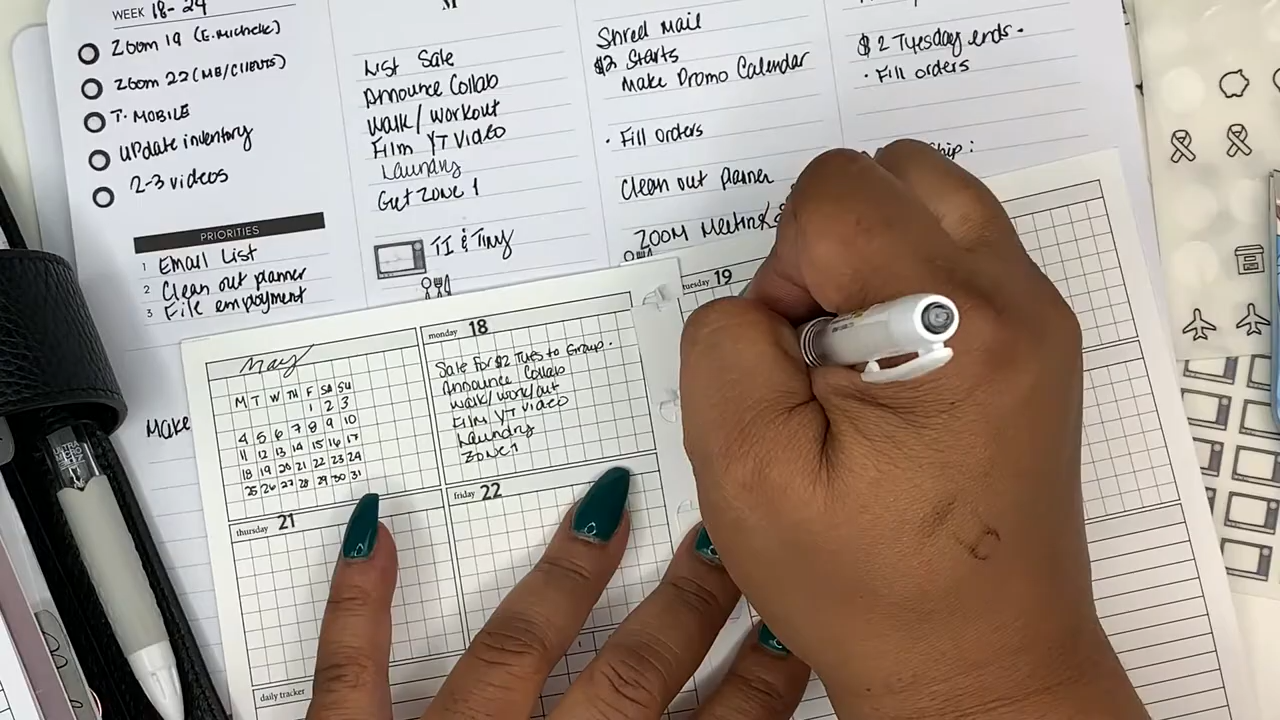 WEEK 18-24
Zoom 19 (E.Michelle)
Zoom 22 (MB/Clients)
T-MOBILE
update inventory
2-3 videos
PRIORITIES
1 Email List
2 Clean out planner
3 File employment
List Sale
Announce Collab
Walk/Workout
Film YT Video
Laundry
Get Zone 1
TI & Tiny
Shred Mail
$2 Starts
Make Promo Calendar
• Fill orders
Clean out planner
ZOOM Meeting
$2 Tuesday ends.
• Fill orders
Ship:
Make
May
M T W TH F SA SU
1 2 3
4 5 6 7 8 9 10
11 12 13 14 15 16 17
18 19 20 21 22 23 24
25 26 27 28 29 30 31
monday 18
Sale for $2 Tues to Group.
Announce Collab
Walk/workout
Film YT video
Laundry
Zone 1
tuesday 19
thursday 21
friday 22
daily tracker